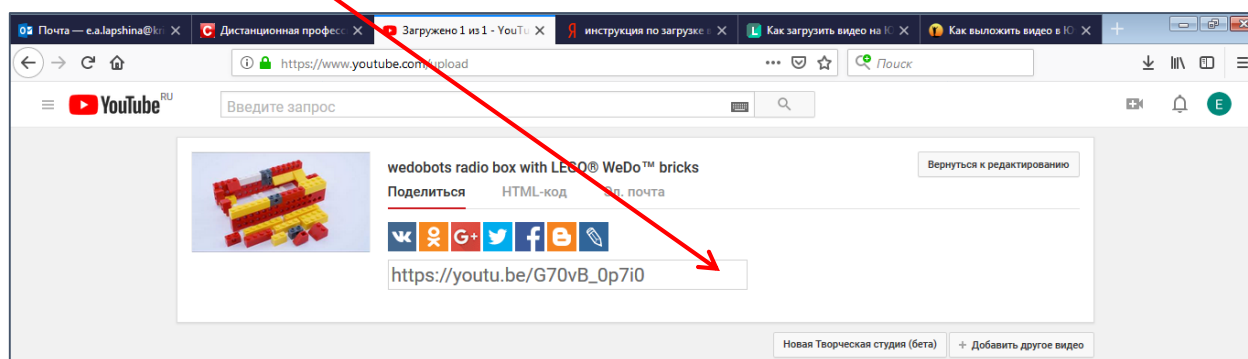 Почта — e.a.lapshina@kri
Дистанционная професс
Загружено 1 из 1 - YouTu
инструкция по загрузке в
Как загрузить видео на Ю
Как выложить видео в Ю
https://www.youtube.com/upload
Поиск
YouTube RU
Введите запрос
E
wedobots radio box with LEGO® WeDo™ bricks
Вернуться к редактированию
Поделиться HTML-код Эл. почта
G+
https://youtu.be/G70vB_0p7i0
Новая Творческая студия (бета) + Добавить другое видео